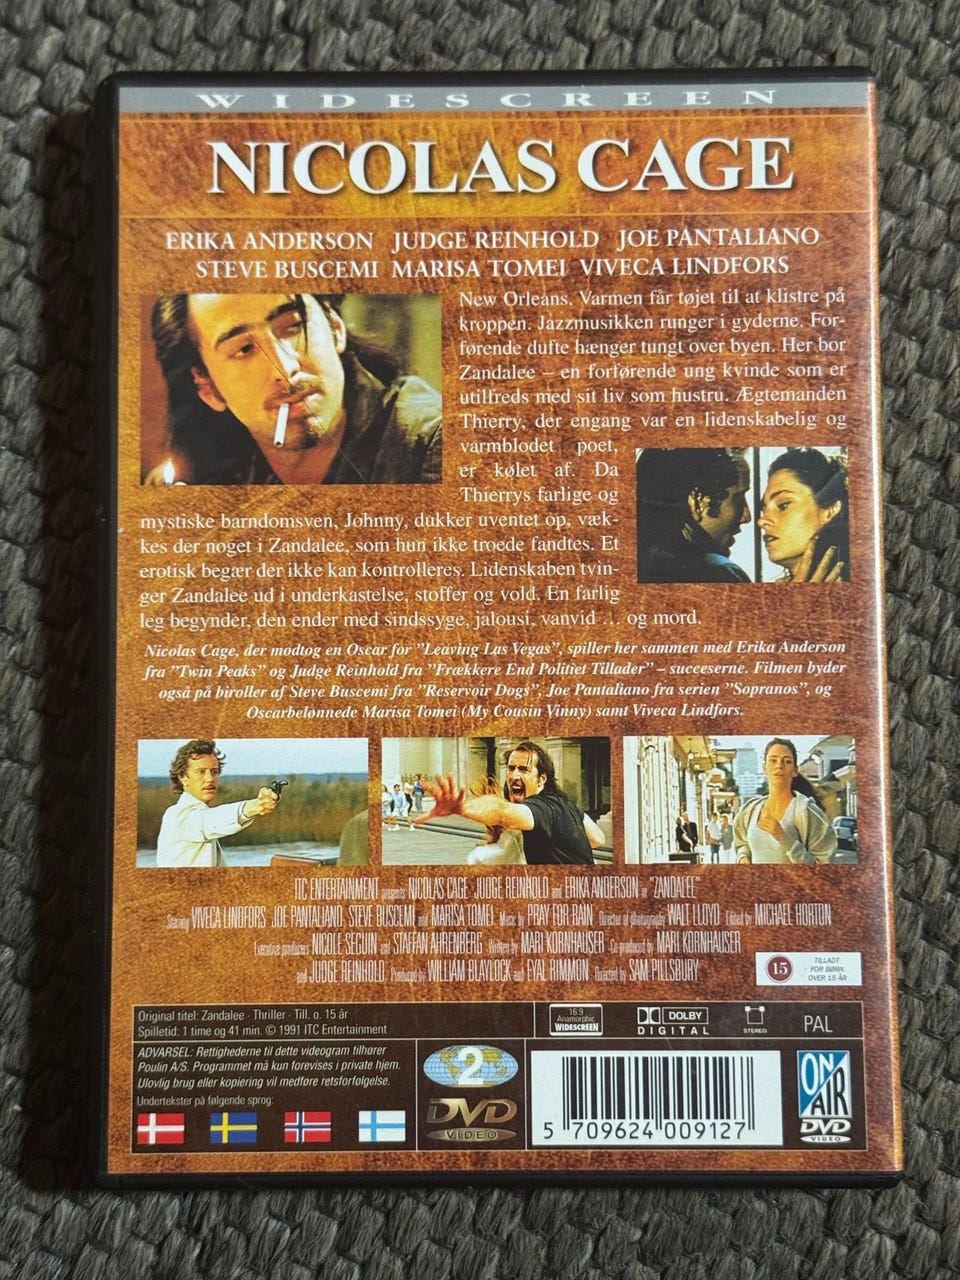 WIDESCREEN
NICOLAS CAGE
ERIKA ANDERSON JUDGE REINHOLD JOE PANTALIANO
STEVE BUSCEMI MARISA TOMEI VIVECA LINDFORS
New Orleans. Varmen får tøjet til at klistre på
kroppen. Jazzmusikken runger i gyderne. For-
førende dufte hænger tungt over byen. Her bor
Zandalee – en forførende ung kvinde som er
utilfreds med sit liv som hustru. Ægtemanden
Thierry, der engang var en lidenskabelig og
varmblodet poet,
er kølet af. Da
Thierrys farlige og
mystiske barndomsven, Johnny, dukker uventet op, væk-
kes der noget i Zandalee, som hun ikke troede fandtes. Et
erotisk begær der ikke kan kontrolleres. Lidenskaben tvin-
ger Zandalee ud i underkastelse, stoffer og vold. En farlig
leg begynder, den ender med sindssyge, jalousi, vanvid ... og mord.
Nicolas Cage, der modtog en Oscar for "Leaving Las Vegas", spiller her sammen med Erika Anderson
fra "Twin Peaks" og Judge Reinhold fra "Frækkere End Politiet Tillader" – succeserne. Filmen byder
også på biroller af Steve Buscemi fra "Reservoir Dogs", Joe Pantaliano fra serien "Sopranos", og
Oscarbelønnede Marisa Tomei (My Cousin Vinny) samt Viveca Lindfors.
ITC ENTERTAINMENT presents NICOLAS CAGE JUDGE REINHOLD and ERIKA ANDERSON in "ZANDALEE"
Starring VIVECA LINDFORS, JOE PANTALIANO, STEVE BUSCEMI and MARISA TOMEI Music by PRAY FOR RAIN Director of photography WALT LLOYD Edited by MICHAEL HORTON
Executive producers NICOLE SEGUIN and STAFFAN AHRENBERG Written by MARI KORNHAUSER Co-produced by MARI KORNHAUSER
and JUDGE REINHOLD Produced by WILLIAM BLAYLOCK and EYAL RIMMON Directed by SAM PILLSBURY
15
TILLADT
FOR BØRN
OVER 15 ÅR
Original titel: Zandalee · Thriller · Till. o. 15 år
Spilletid: 1 time og 41 min. © 1991 ITC Entertainment
16:9
Anamorphic
WIDESCREEN
DOLBY
DIGITAL
STEREO
PAL
ADVARSEL: Rettighederne til dette videogram tilhører
Poulin A/S. Programmet må kun forevises i private hjem.
Ulovlig brug eller kopiering vil medføre retsforfølgelse.
Undertekster på følgende sprog:
2
DVD
VIDEO
5 709624 009127
ON
AIR
DVD
VIDEO